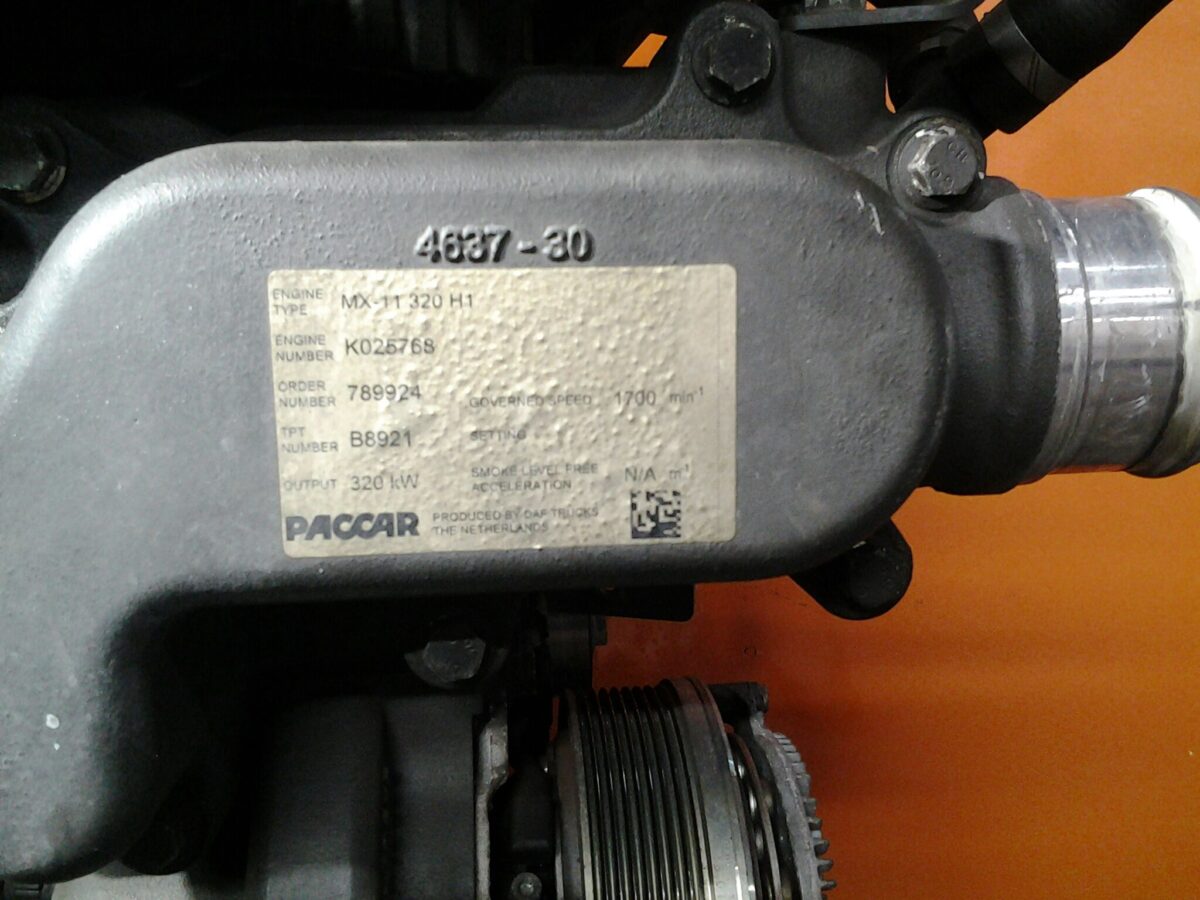 4637-30
ENGINE TYPE MX-11 320 H1
ENGINE NUMBER K025768
ORDER NUMBER 789924 GOVERNED SPEED 1700 min-1
TPT NUMBER B8921 SETTING
OUTPUT 320 kW SMOKE LEVEL FREE ACCELERATION N/A m-1
PACCAR PRODUCED BY DAF TRUCKS
THE NETHERLANDS